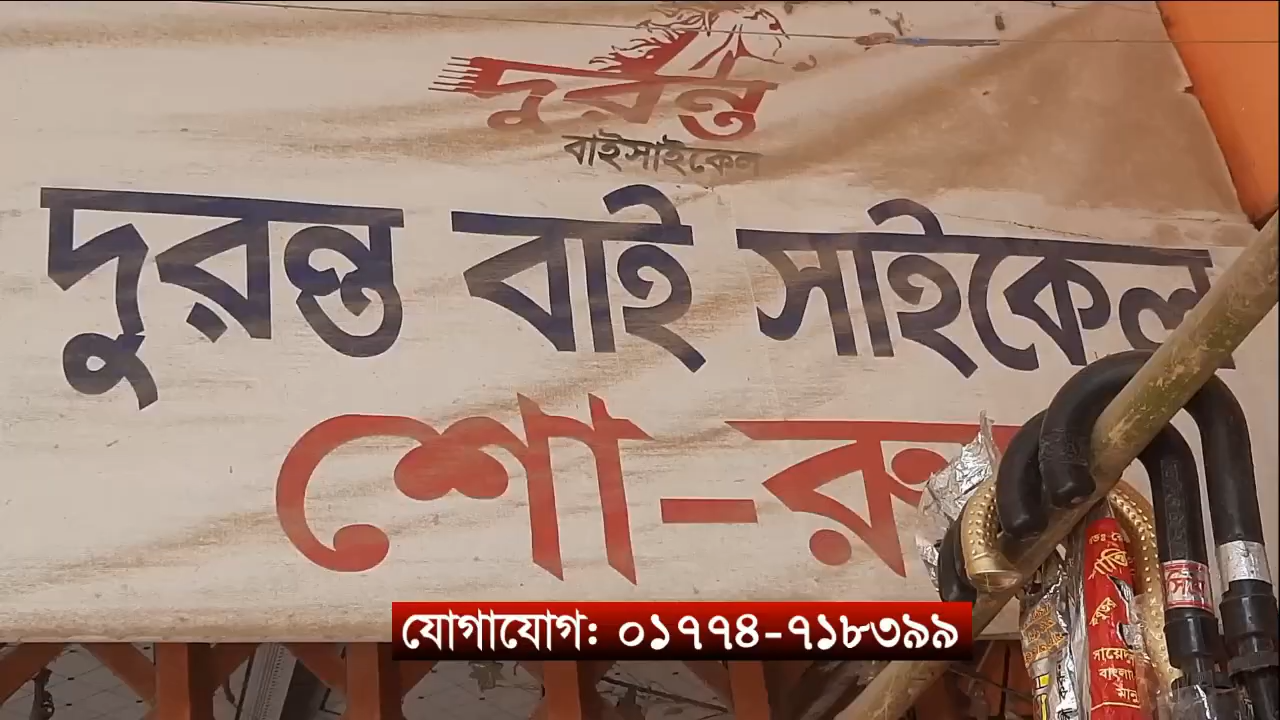 দুরন্ত
বাইসাইকেল
দুরন্ত বাই সাইকেল
শো-রুম
যোগাযোগঃ ০১৭৭৪-৭১৮৩৯৯